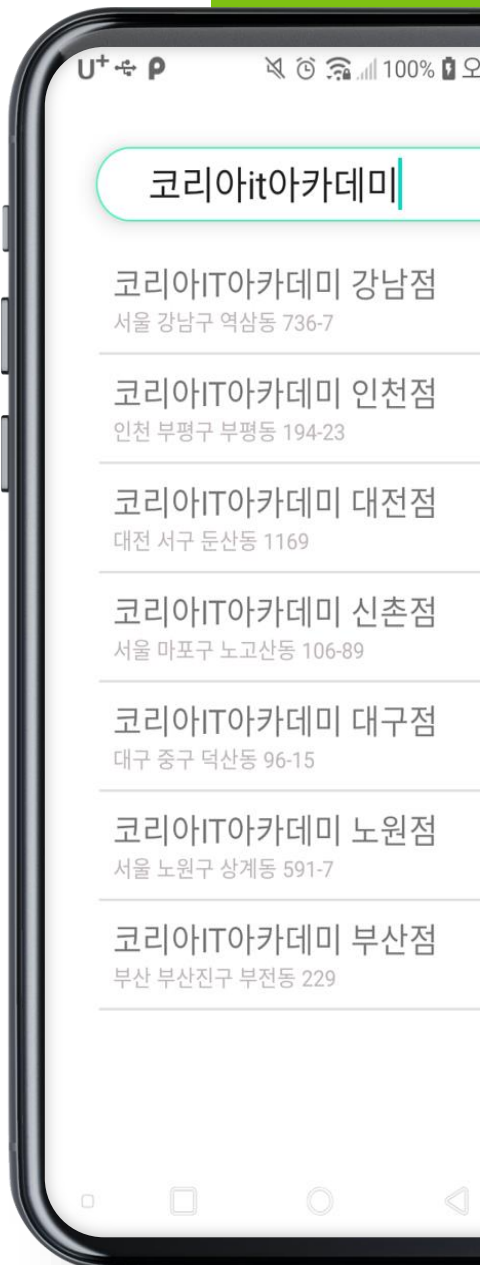 U+ 100% 오
코리아it아카데미
코리아IT아카데미 강남점
서울 강남구 역삼동 736-7
코리아IT아카데미 인천점
인천 부평구 부평동 194-23
코리아IT아카데미 대전점
대전 서구 둔산동 1169
코리아IT아카데미 신촌점
서울 마포구 노고산동 106-89
코리아IT아카데미 대구점
대구 중구 덕산동 96-15
코리아IT아카데미 노원점
서울 노원구 상계동 591-7
코리아IT아카데미 부산점
부산 부산진구 부전동 229